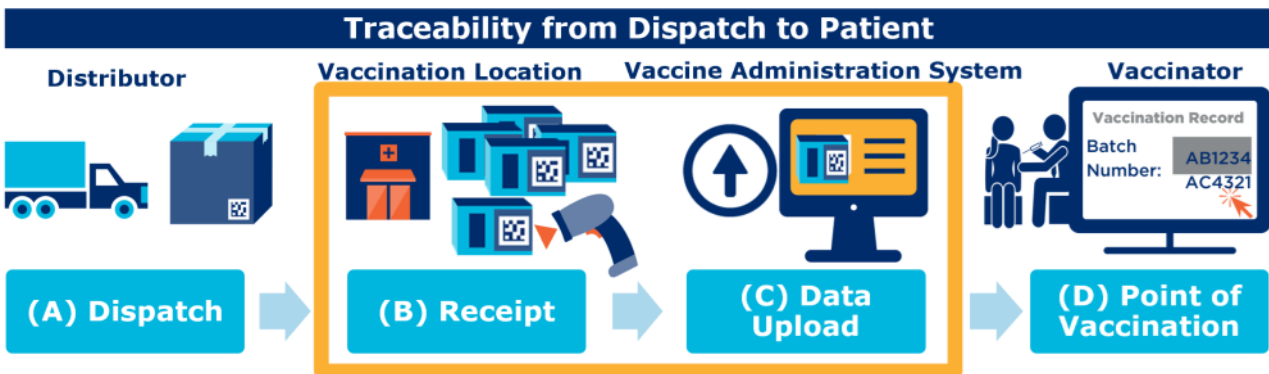 Traceability from Dispatch to Patient
Distributor
Vaccination Location
Vaccine Administration System
Vaccinator
Vaccination Record
Batch
Number:
AB1234
AC4321
(A) Dispatch
(B) Receipt
(C) Data
Upload
(D) Point of
Vaccination